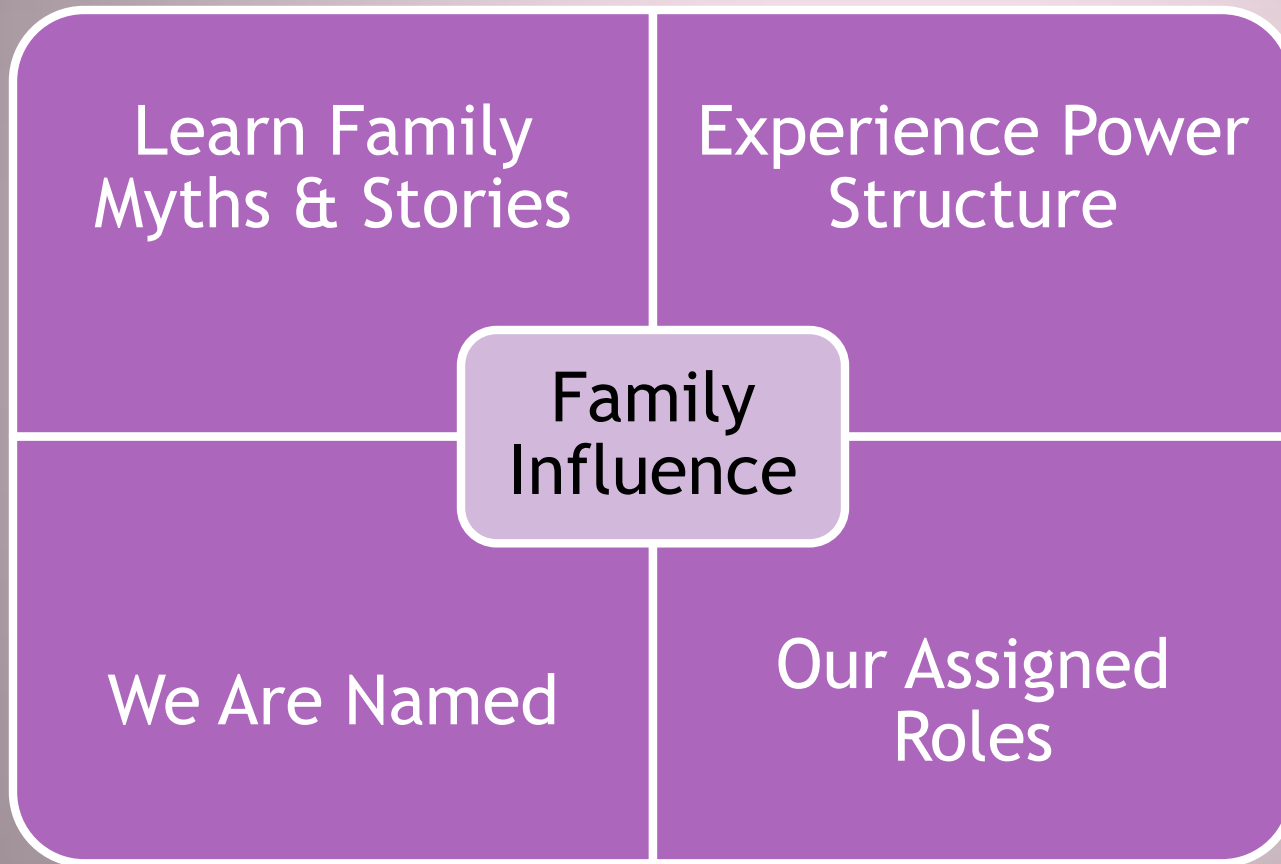 Learn Family
Myths & Stories
Experience Power
Structure
Family
Influence
We Are Named
Our Assigned
Roles